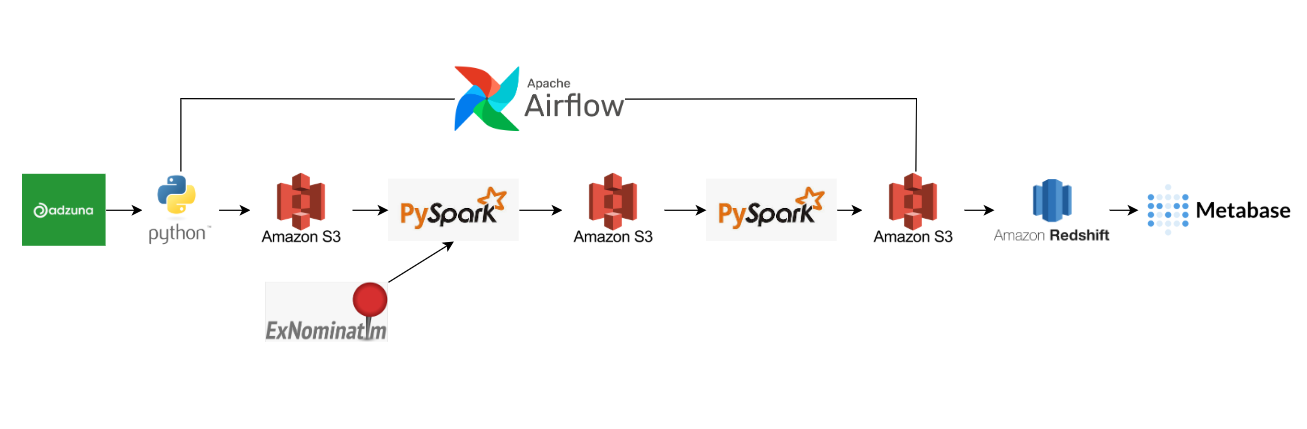 Apache
Airflow
adzuna
python™
Amazon S3
PySpark
Amazon S3
PySpark
Amazon S3
Amazon Redshift
Metabase
ExNominatim